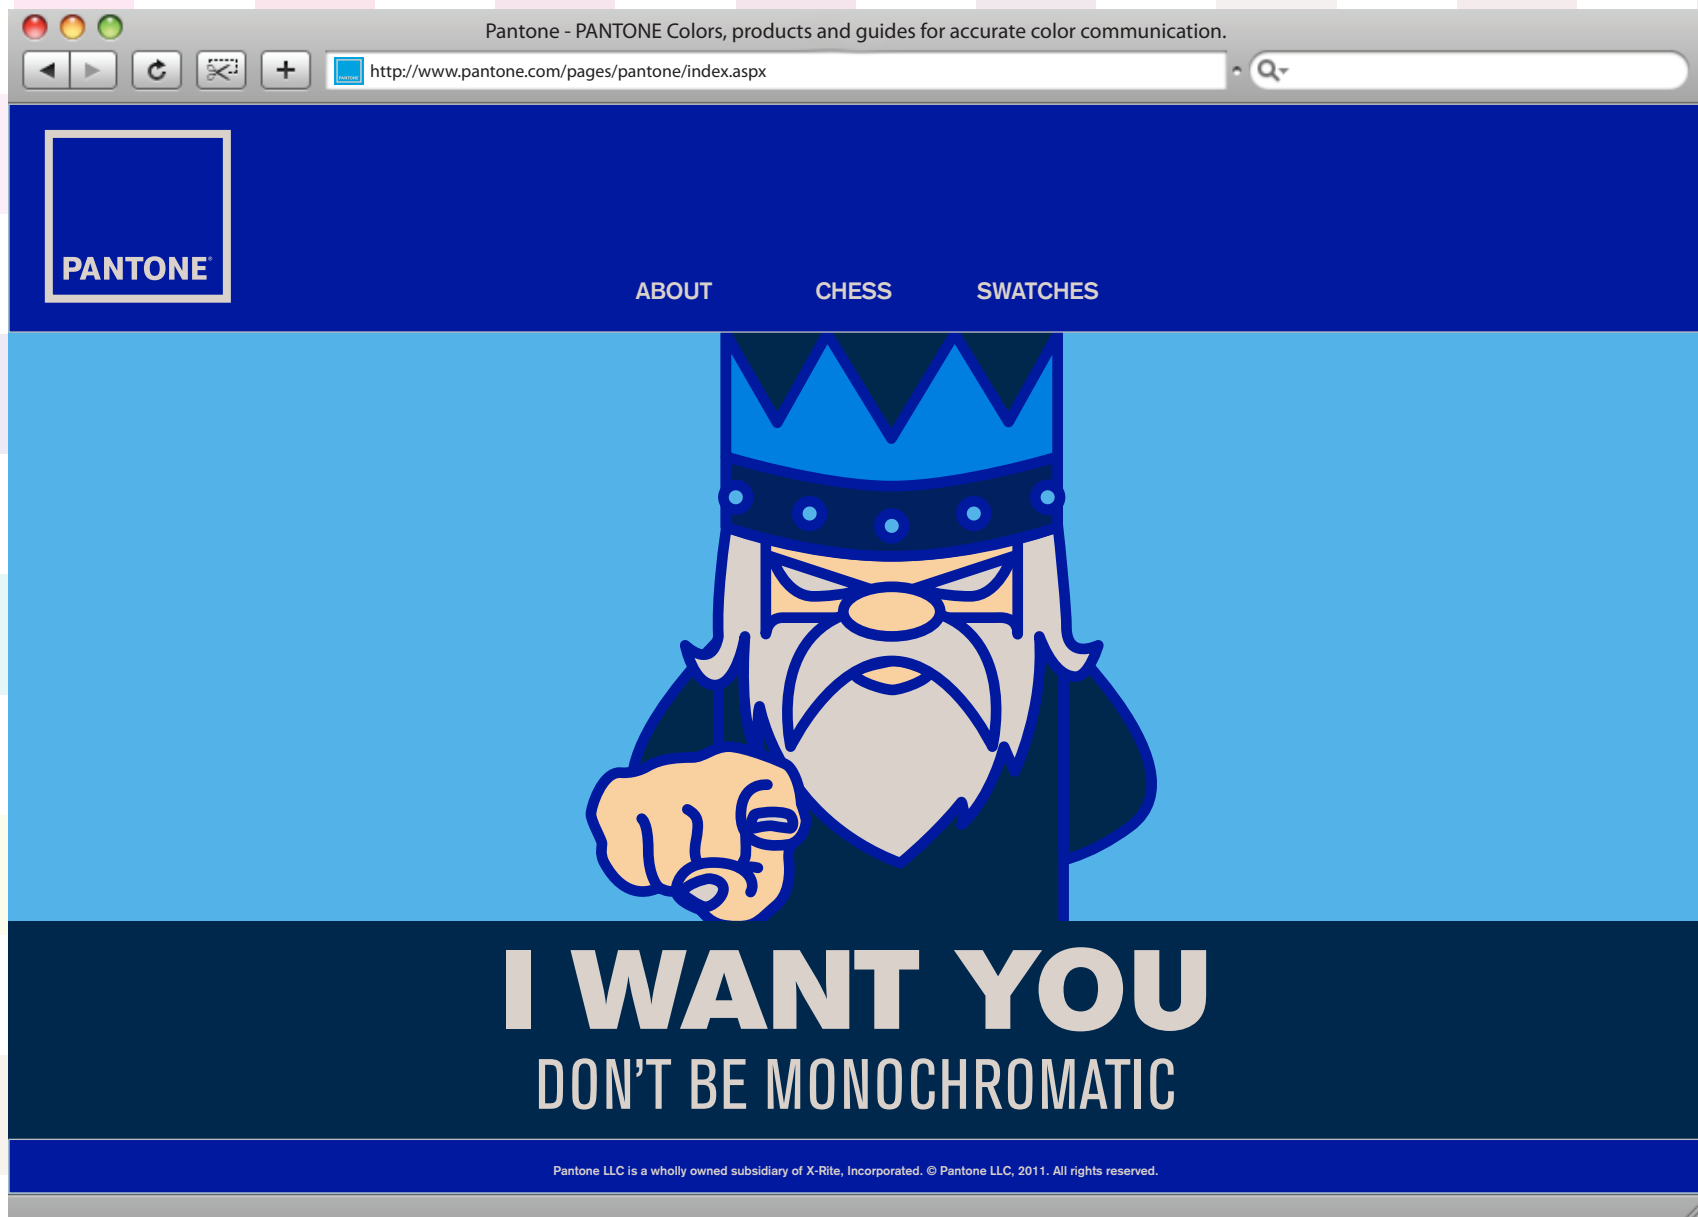 Pantone - PANTONE Colors, products and guides for accurate color communication.
http://www.pantone.com/pages/pantone/index.aspx
PANTONE®
ABOUT CHESS SWATCHES
I WANT YOU
DON'T BE MONOCHROMATIC
Pantone LLC is a wholly owned subsidiary of X-Rite, Incorporated. © Pantone LLC, 2011. All rights reserved.